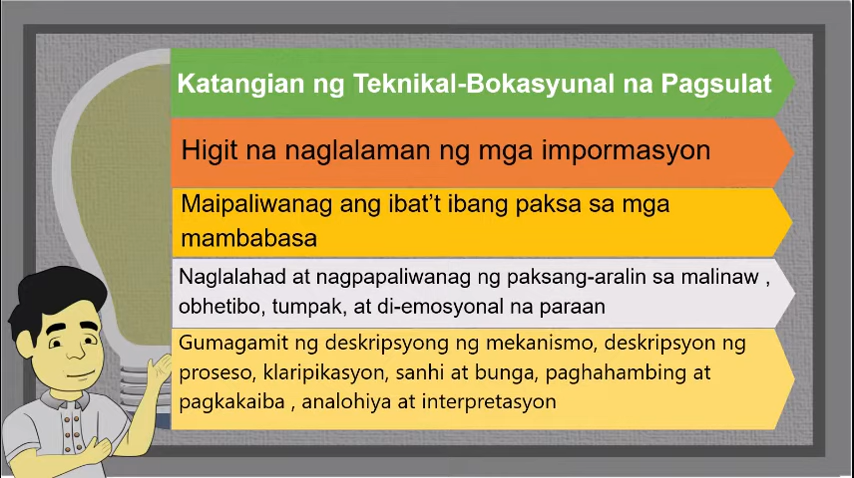 Katangian ng Teknikal-Bokasyunal na Pagsulat
Higit na naglalaman ng mga impormasyon
Maipaliwanag ang ibat’t ibang paksa sa mga
mambabasa
Naglalahad at nagpapaliwanag ng paksang-aralin sa malinaw ,
obhetibo, tumpak, at di-emosyonal na paraan
Gumagamit ng deskripsyong ng mekanismo, deskripsyon ng
proseso, klaripikasyon, sanhi at bunga, paghahambing at
pagkakaiba , analohiya at interpretasyon